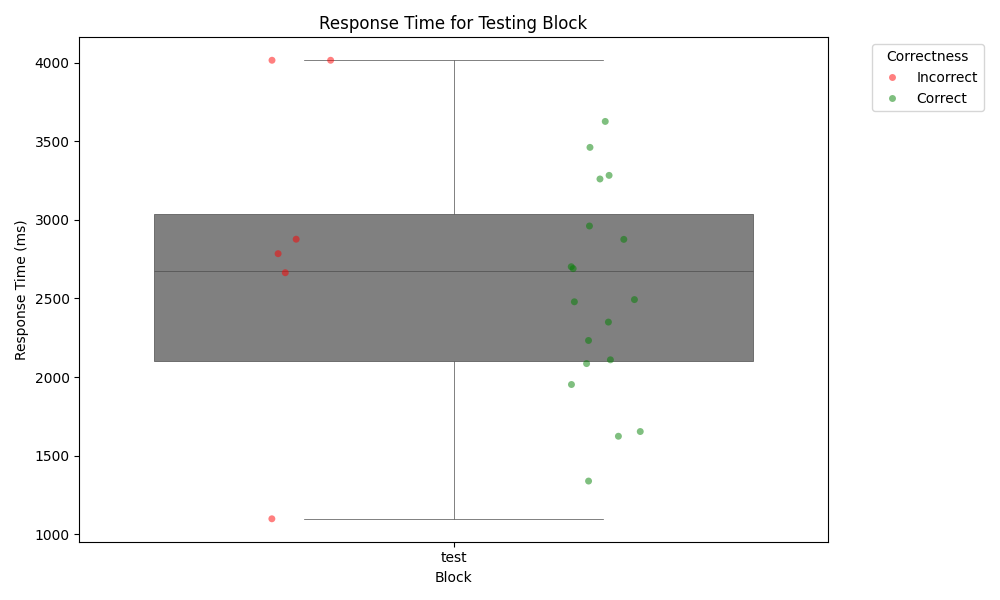 Response Time for Testing Block
Correctness
Incorrect
Correct
Response Time (ms)
4000
3500
3000
2500
2000
1500
1000
test
Block